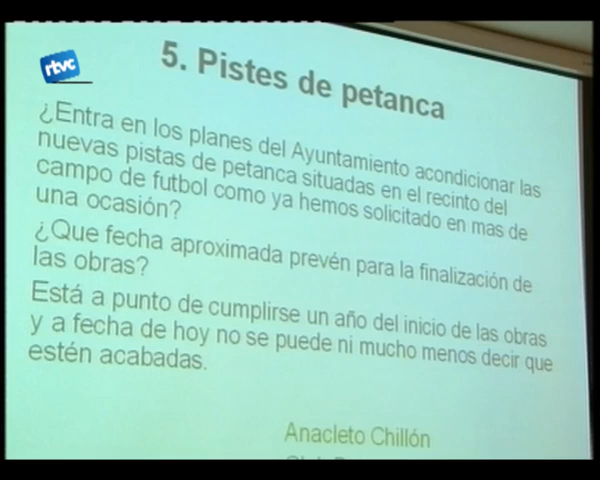 rtvc
5. Pistes de petanca
¿Entra en los planes del Ayuntamiento acondicionar las
nuevas pistas de petanca situadas en el recinto del
campo de futbol como ya hemos solicitado en mas de
una ocasión?
¿Que fecha aproximada prevén para la finalización de
las obras?
Está a punto de cumplirse un año del inicio de las obras
y a fecha de hoy no se puede ni mucho menos decir que
estén acabadas.
Anacleto Chillón